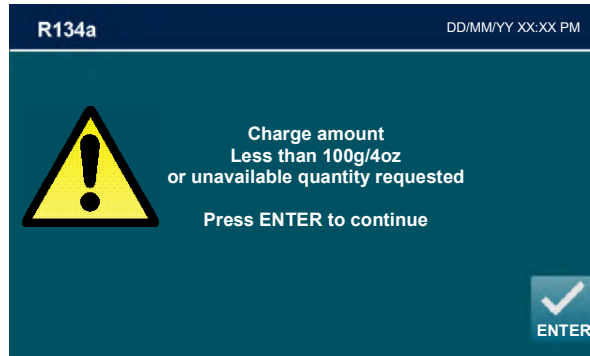 R134a
DD/MM/YY XX:XX PM
Charge amount
Less than 100g/4oz
or unavailable quantity requested
Press ENTER to continue
ENTER